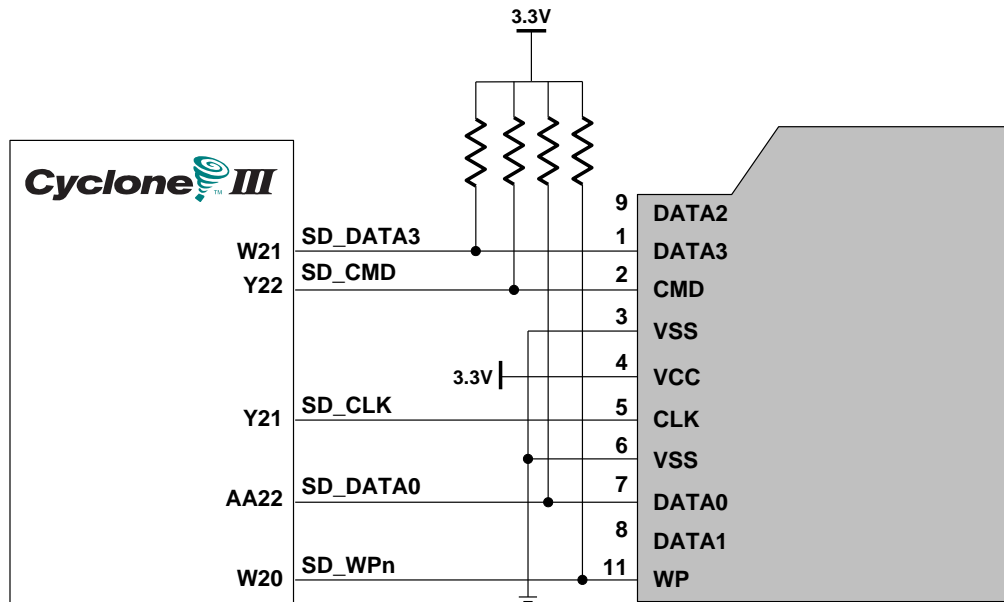 3.3V
Cyclone III
TM
9 DATA2
W21 SD_DATA3 1 DATA3
Y22 SD_CMD 2 CMD
3 VSS
3.3V 4 VCC
Y21 SD_CLK 5 CLK
6 VSS
AA22 SD_DATA0 7 DATA0
8 DATA1
W20 SD_WPn 11 WP